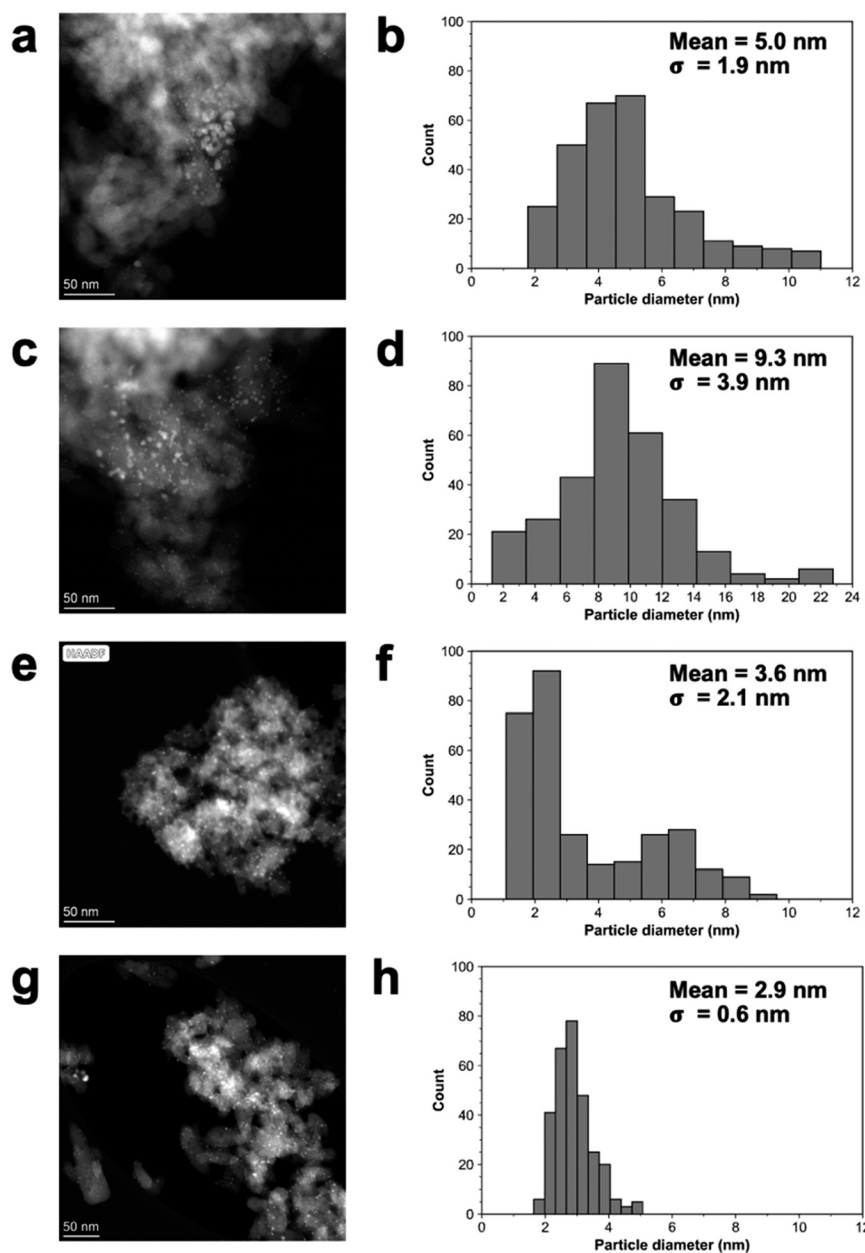 a
50 nm
b
Mean = 5.0 nm
σ = 1.9 nm
100
80
60
40
20
0
Count
0 2 4 6 8 10 12
Particle diameter (nm)
c
50 nm
d
Mean = 9.3 nm
σ = 3.9 nm
100
80
60
40
20
0
Count
0 2 4 6 8 10 12 14 16 18 20 22 24
Particle diameter (nm)
e
HAADF
50 nm
f
Mean = 3.6 nm
σ = 2.1 nm
100
80
60
40
20
0
Count
0 2 4 6 8 10 12
Particle diameter (nm)
g
50 nm
h
Mean = 2.9 nm
σ = 0.6 nm
100
80
60
40
20
0
Count
0 2 4 6 8 10 12
Particle diameter (nm)